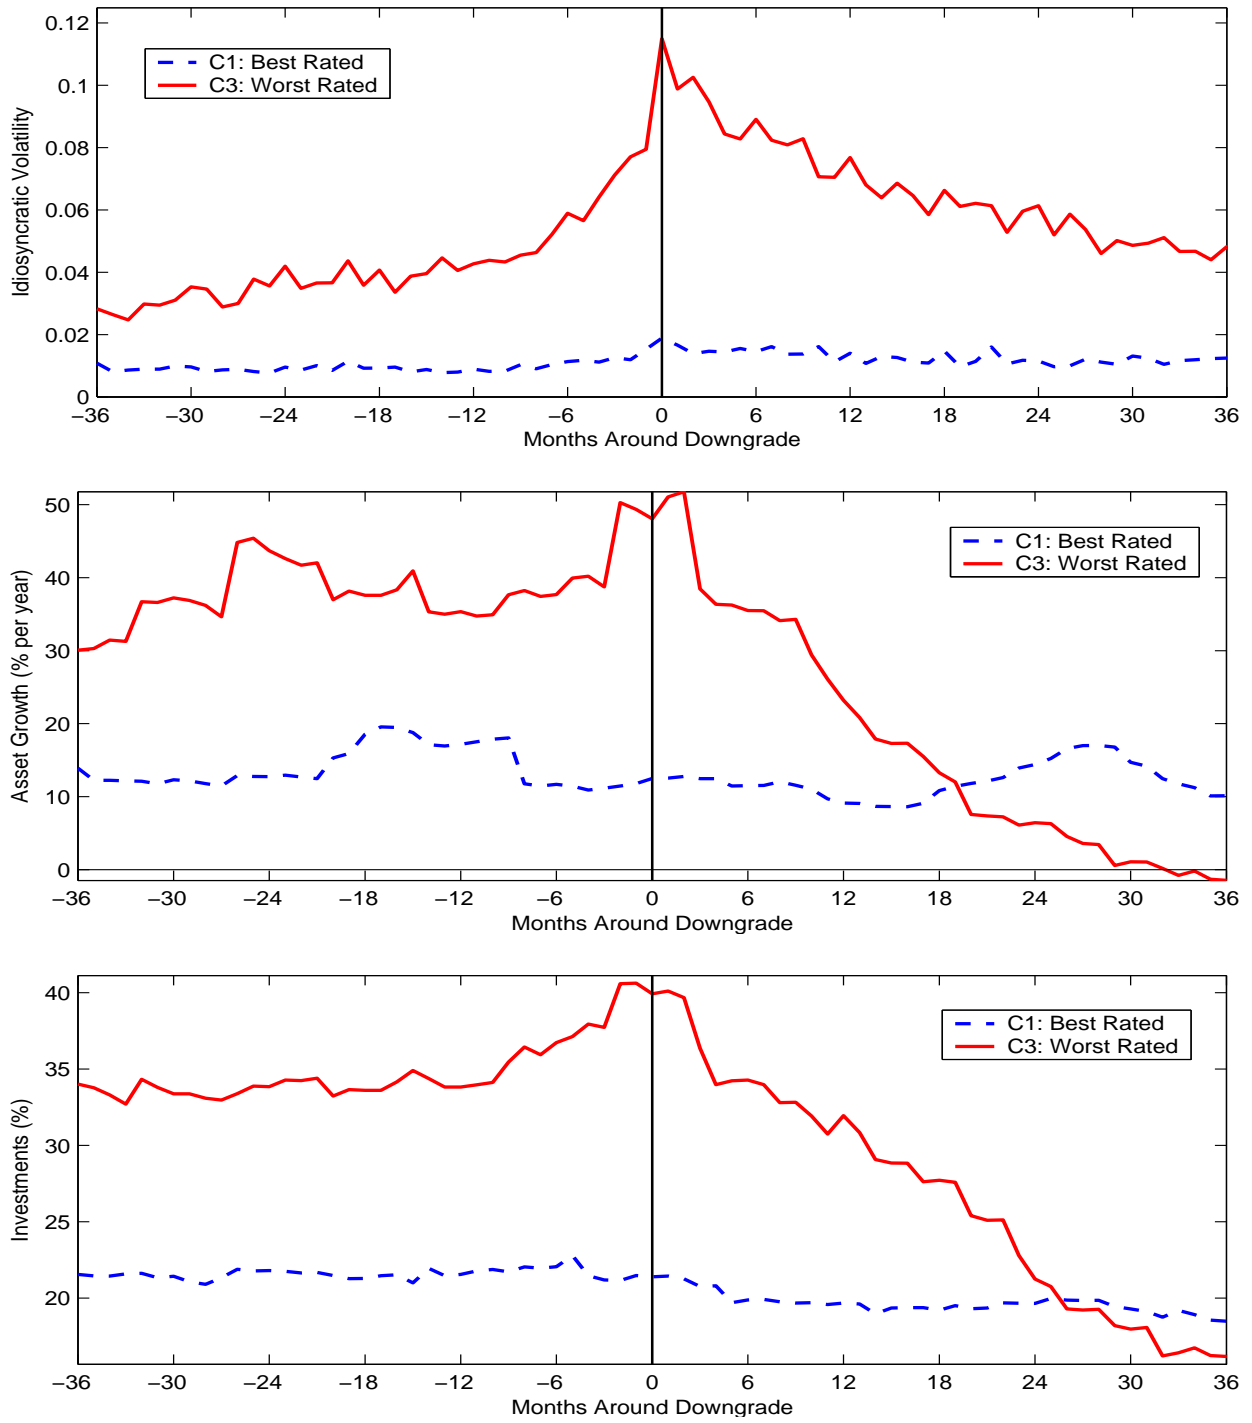 0.12
0.1
0.08
0.06
0.04
0.02
0
Idiosyncratic Volatility
C1: Best Rated
C3: Worst Rated
−36 −30 −24 −18 −12 −6 0 6 12 18 24 30 36
Months Around Downgrade
50
40
30
20
10
0
Asset Growth (% per year)
C1: Best Rated
C3: Worst Rated
−36 −30 −24 −18 −12 −6 0 6 12 18 24 30 36
Months Around Downgrade
40
35
30
25
20
Investments (%)
C1: Best Rated
C3: Worst Rated
−36 −30 −24 −18 −12 −6 0 6 12 18 24 30 36
Months Around Downgrade